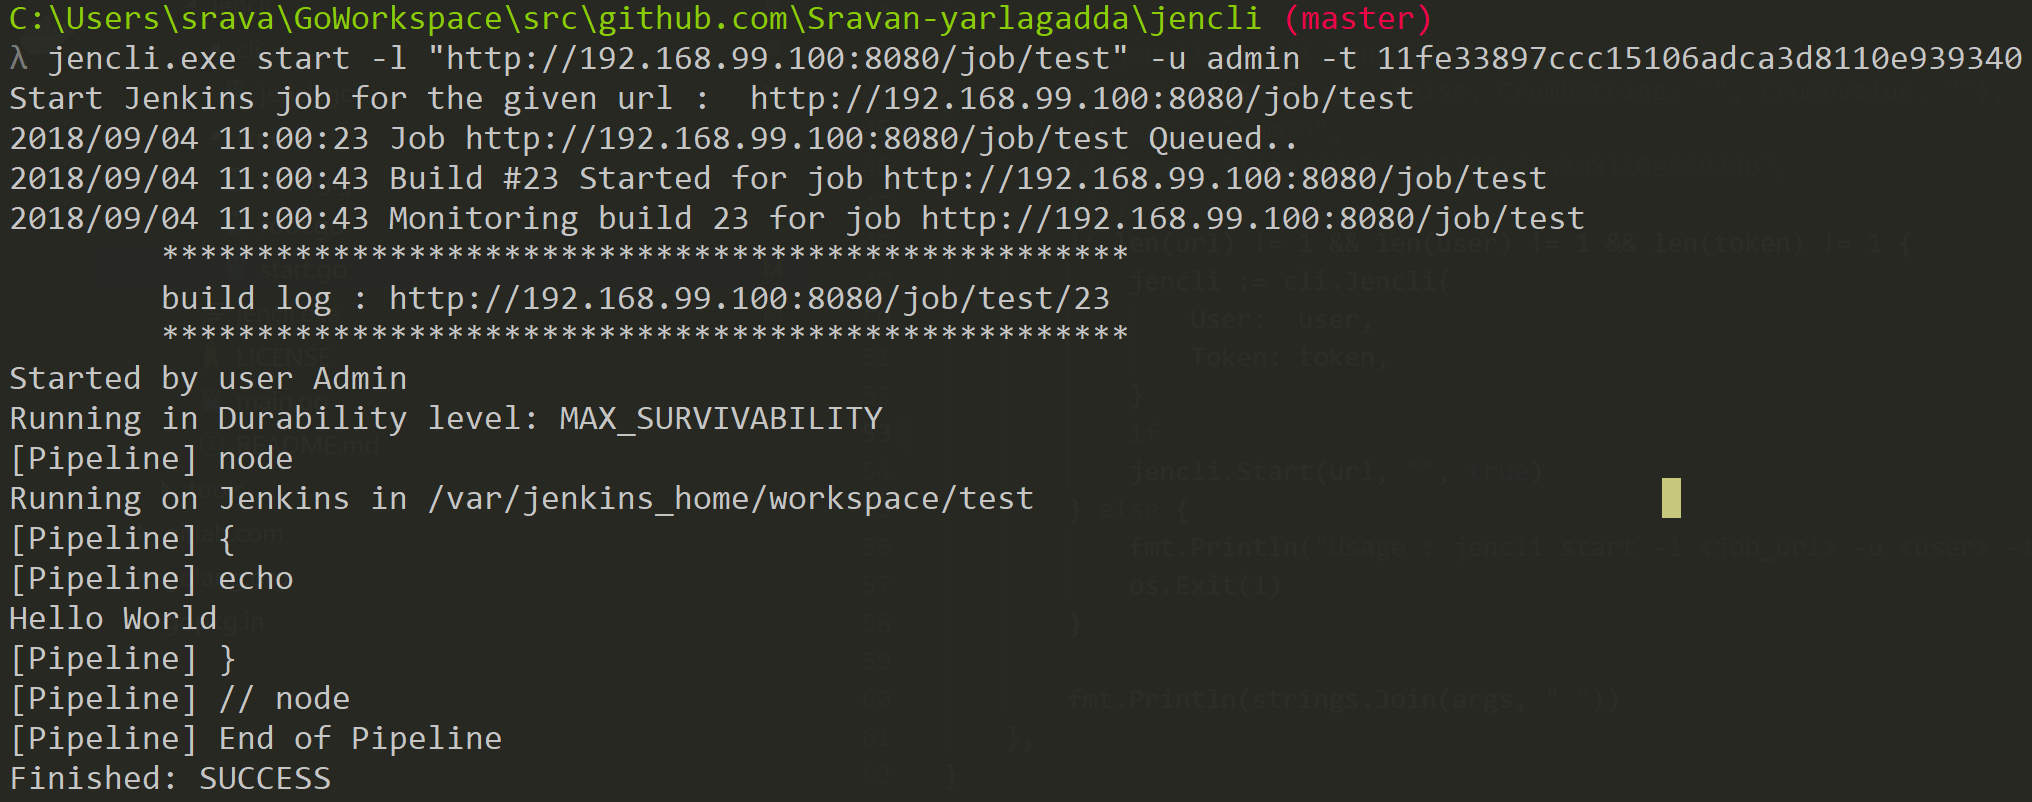 C:\Users\srava\GoWorkspace\src\github.com\Sravan-yarlagadda\jencli (master)
λ jencli.exe start -l "http://192.168.99.100:8080/job/test" -u admin -t 11fe33897ccc15106adca3d8110e939340
Start Jenkins job for the given url :  http://192.168.99.100:8080/job/test
2018/09/04 11:00:23 Job http://192.168.99.100:8080/job/test Queued..
2018/09/04 11:00:43 Build #23 Started for job http://192.168.99.100:8080/job/test
2018/09/04 11:00:43 Monitoring build 23 for job http://192.168.99.100:8080/job/test
***************************************************
build log : http://192.168.99.100:8080/job/test/23
***************************************************
Started by user Admin
Running in Durability level: MAX_SURVIVABILITY
[Pipeline] node
Running on Jenkins in /var/jenkins_home/workspace/test
[Pipeline] {
[Pipeline] echo
Hello World
[Pipeline] }
[Pipeline] // node
[Pipeline] End of Pipeline
Finished: SUCCESS